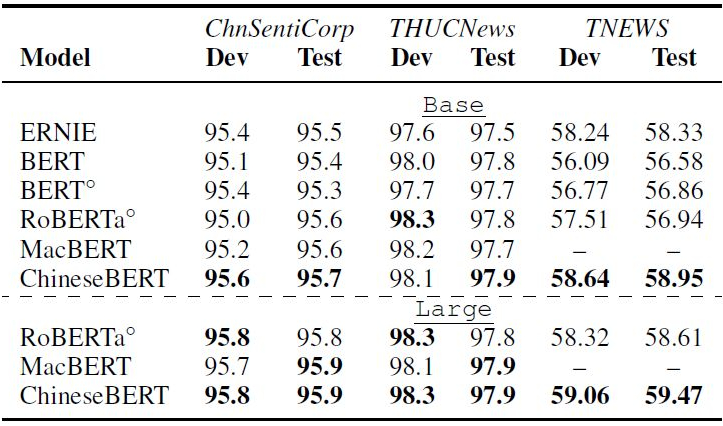 ChnSentiCorp THUCNews TNEWS
Model Dev Test Dev Test Dev Test
Base
ERNIE 95.4 95.5 97.6 97.5 58.24 58.33
BERT 95.1 95.4 98.0 97.8 56.09 56.58
BERT° 95.4 95.3 97.7 97.7 56.77 56.86
RoBERTa° 95.0 95.6 98.3 97.8 57.51 56.94
MacBERT 95.2 95.6 98.2 97.7 – –
ChineseBERT 95.6 95.7 98.1 97.9 58.64 58.95
Large
RoBERTa° 95.8 95.8 98.3 97.8 58.32 58.61
MacBERT 95.7 95.9 98.1 97.9 – –
ChineseBERT 95.8 95.9 98.3 97.9 59.06 59.47